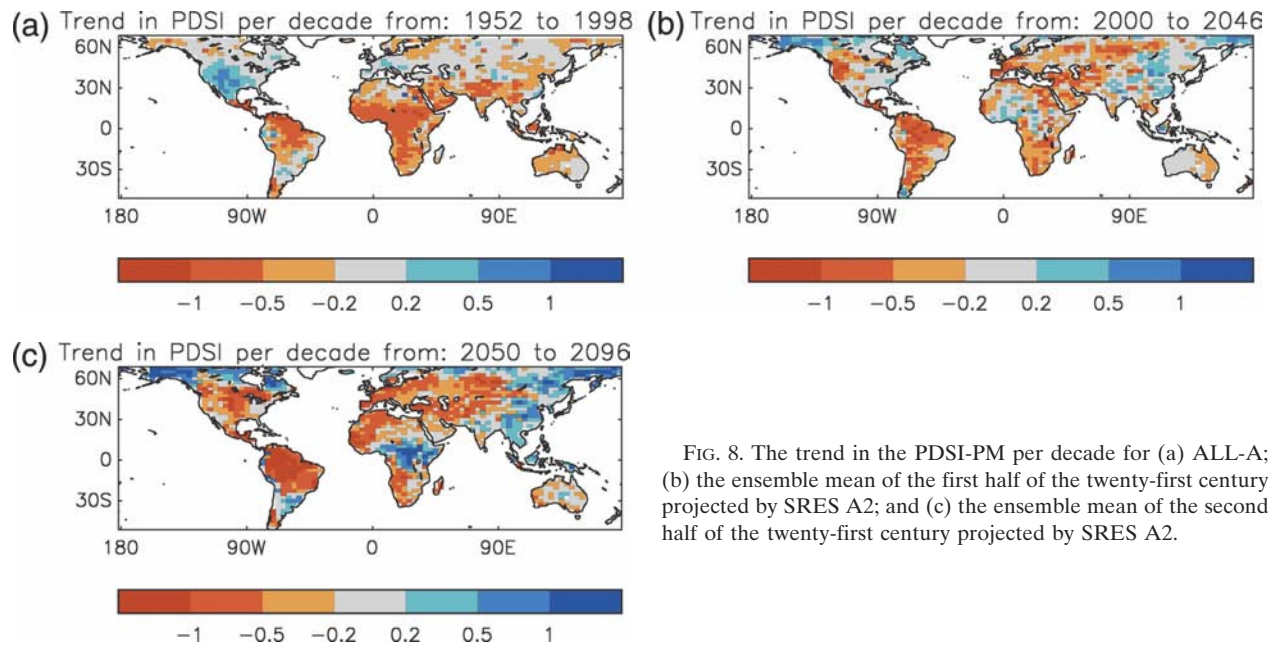 (a) Trend in PDSI per decade from: 1952 to 1998
60N
30N
0
30S
180 90W 0 90E
−1 −0.5 −0.2 0.2 0.5 1
(b) Trend in PDSI per decade from: 2000 to 2046
60N
30N
0
30S
180 90W 0 90E
−1 −0.5 −0.2 0.2 0.5 1
(c) Trend in PDSI per decade from: 2050 to 2096
60N
30N
0
30S
180 90W 0 90E
−1 −0.5 −0.2 0.2 0.5 1
FIG. 8. The trend in the PDSI-PM per decade for (a) ALL-A;
(b) the ensemble mean of the first half of the twenty-first century
projected by SRES A2; and (c) the ensemble mean of the second
half of the twenty-first century projected by SRES A2.